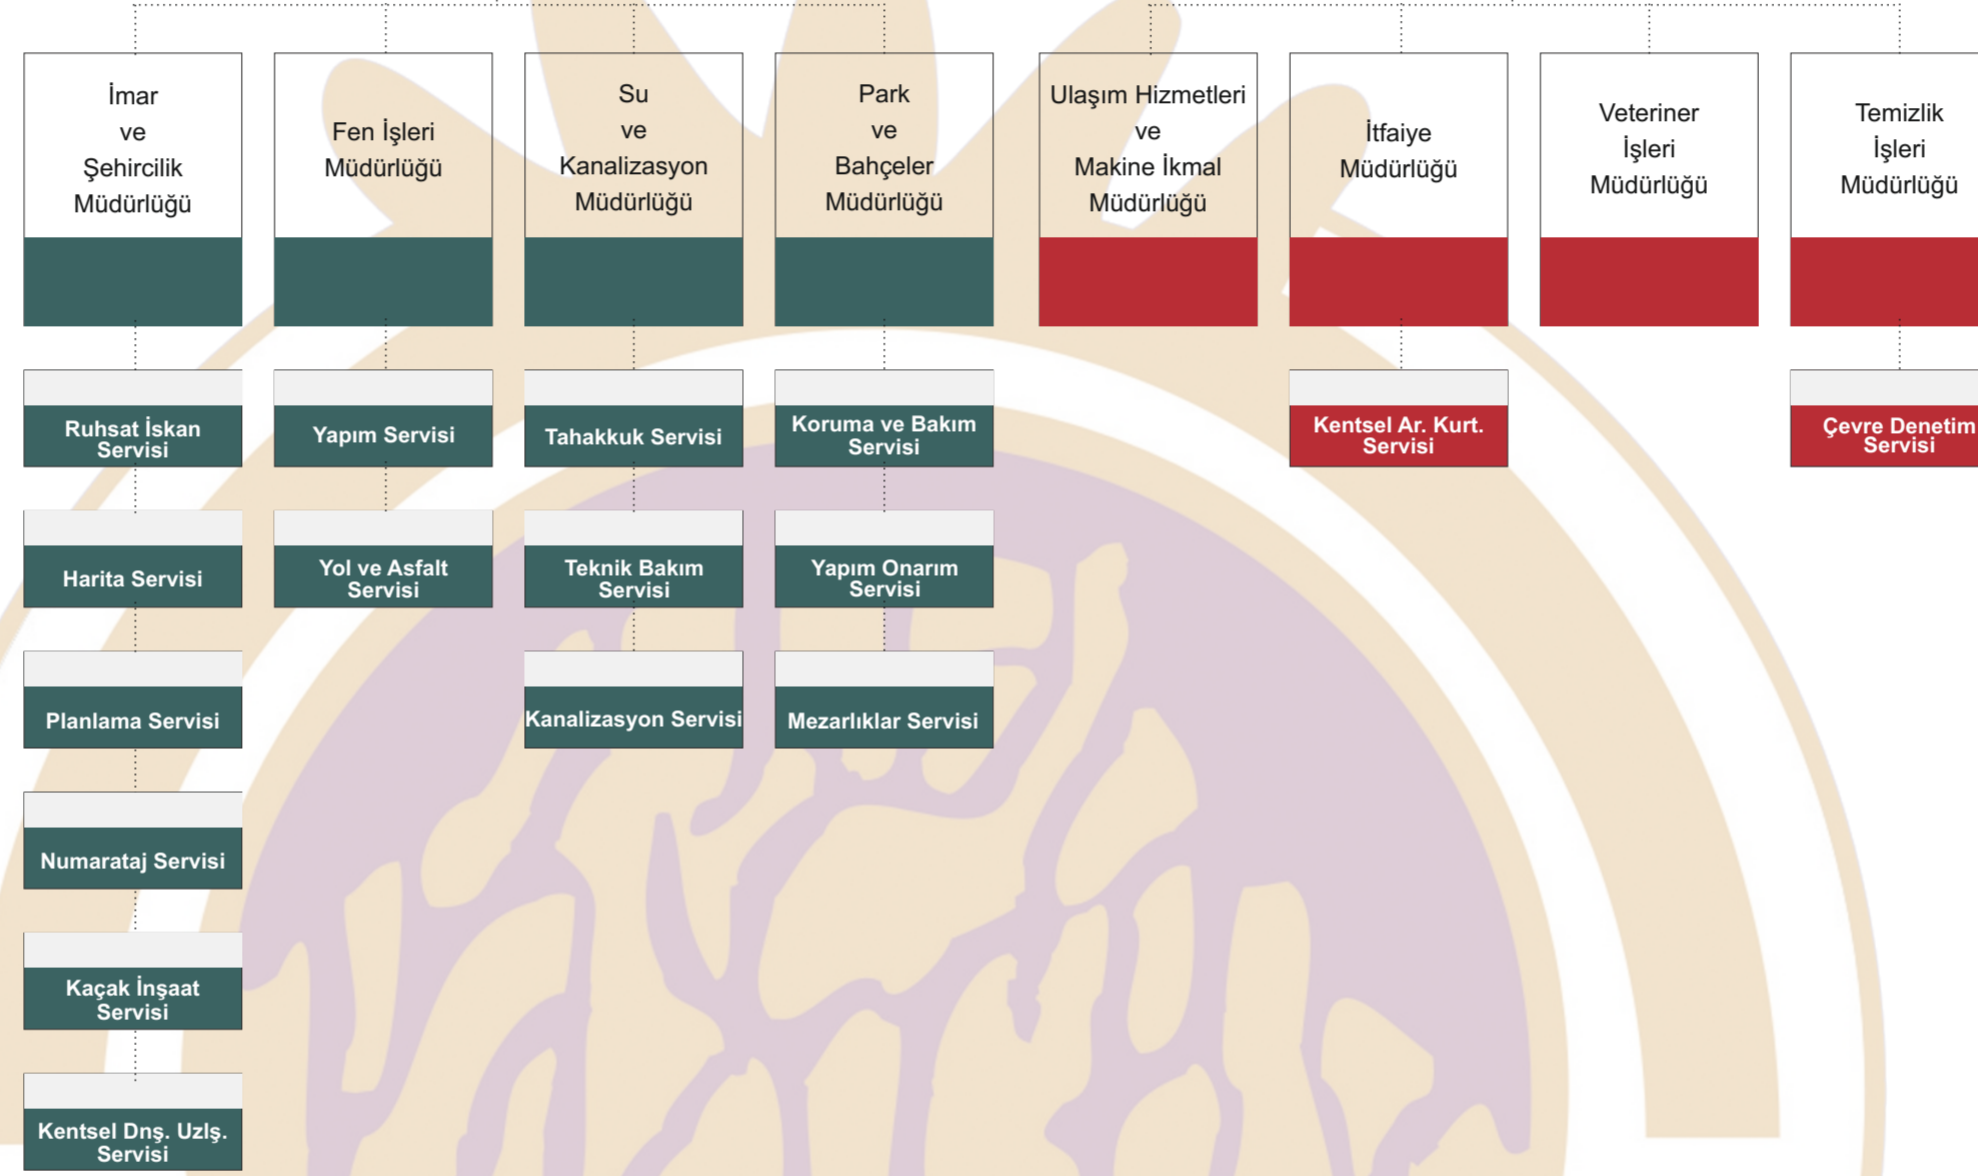 İmar
ve
Şehircilik
Müdürlüğü
Fen İşleri
Müdürlüğü
Su
ve
Kanalizasyon
Müdürlüğü
Park
ve
Bahçeler
Müdürlüğü
Ulaşım Hizmetleri
ve
Makine İkmal
Müdürlüğü
İtfaiye
Müdürlüğü
Veteriner
İşleri
Müdürlüğü
Temizlik
İşleri
Müdürlüğü
Ruhsat İskan
Servisi
Yapım Servisi
Tahakkuk Servisi
Koruma ve Bakım
Servisi
Kentsel Ar. Kurt.
Servisi
Çevre Denetim
Servisi
Harita Servisi
Yol ve Asfalt
Servisi
Teknik Bakım
Servisi
Yapım Onarım
Servisi
Planlama Servisi
Kanalizasyon Servisi
Mezarlıklar Servisi
Numarataj Servisi
Kaçak İnşaat
Servisi
Kentsel Dnş. Uzlş.
Servisi